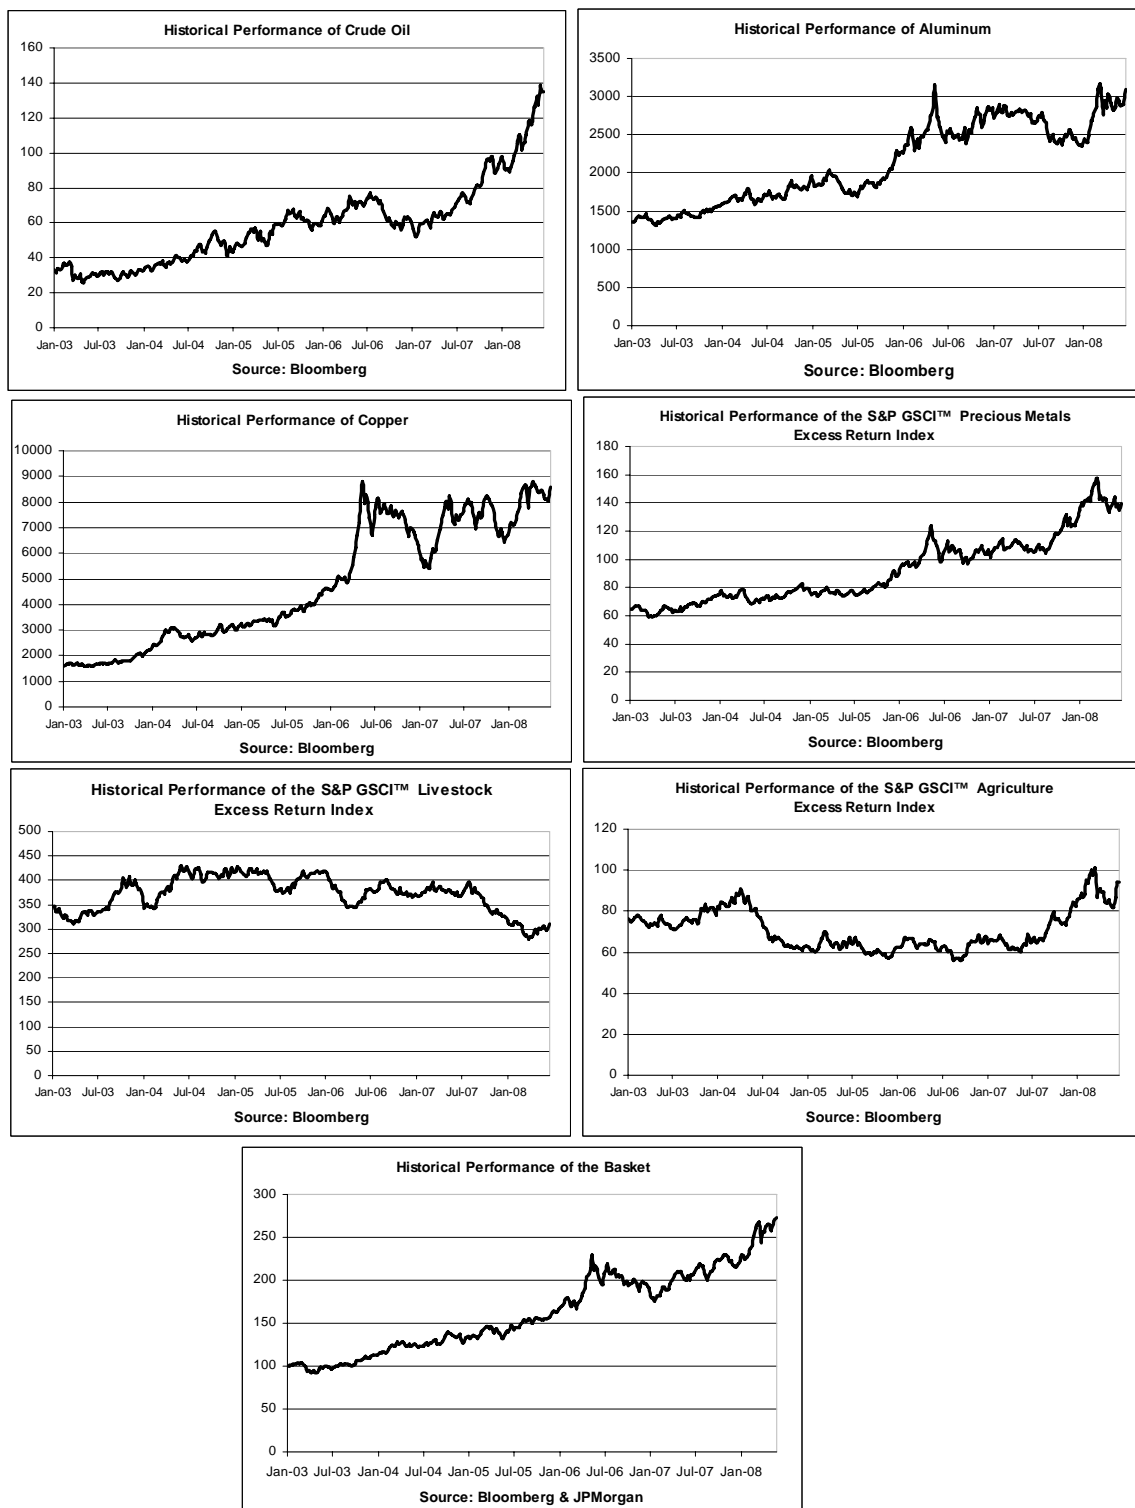 Historical Performance of Crude Oil
160
140
120
100
80
60
40
20
0
Jan-03 Jul-03 Jan-04 Jul-04 Jan-05 Jul-05 Jan-06 Jul-06 Jan-07 Jul-07 Jan-08
Source: Bloomberg
Historical Performance of Aluminum
3500
3000
2500
2000
1500
1000
500
0
Jan-03 Jul-03 Jan-04 Jul-04 Jan-05 Jul-05 Jan-06 Jul-06 Jan-07 Jul-07 Jan-08
Source: Bloomberg
Historical Performance of Copper
10000
9000
8000
7000
6000
5000
4000
3000
2000
1000
0
Jan-03 Jul-03 Jan-04 Jul-04 Jan-05 Jul-05 Jan-06 Jul-06 Jan-07 Jul-07 Jan-08
Source: Bloomberg
Historical Performance of the S&P GSCI™ Precious Metals
Excess Return Index
180
160
140
120
100
80
60
40
20
0
Jan-03 Jul-03 Jan-04 Jul-04 Jan-05 Jul-05 Jan-06 Jul-06 Jan-07 Jul-07 Jan-08
Source: Bloomberg
Historical Performance of the S&P GSCI™ Livestock
Excess Return Index
500
450
400
350
300
250
200
150
100
50
0
Jan-03 Jul-03 Jan-04 Jul-04 Jan-05 Jul-05 Jan-06 Jul-06 Jan-07 Jul-07 Jan-08
Source: Bloomberg
Historical Performance of the S&P GSCI™ Agriculture
Excess Return Index
120
100
80
60
40
20
0
Jan-03 Jul-03 Jan-04 Jul-04 Jan-05 Jul-05 Jan-06 Jul-06 Jan-07 Jul-07 Jan-08
Source: Bloomberg
Historical Performance of the Basket
300
250
200
150
100
50
0
Jan-03 Jul-03 Jan-04 Jul-04 Jan-05 Jul-05 Jan-06 Jul-06 Jan-07 Jul-07 Jan-08
Source: Bloomberg & JPMorgan